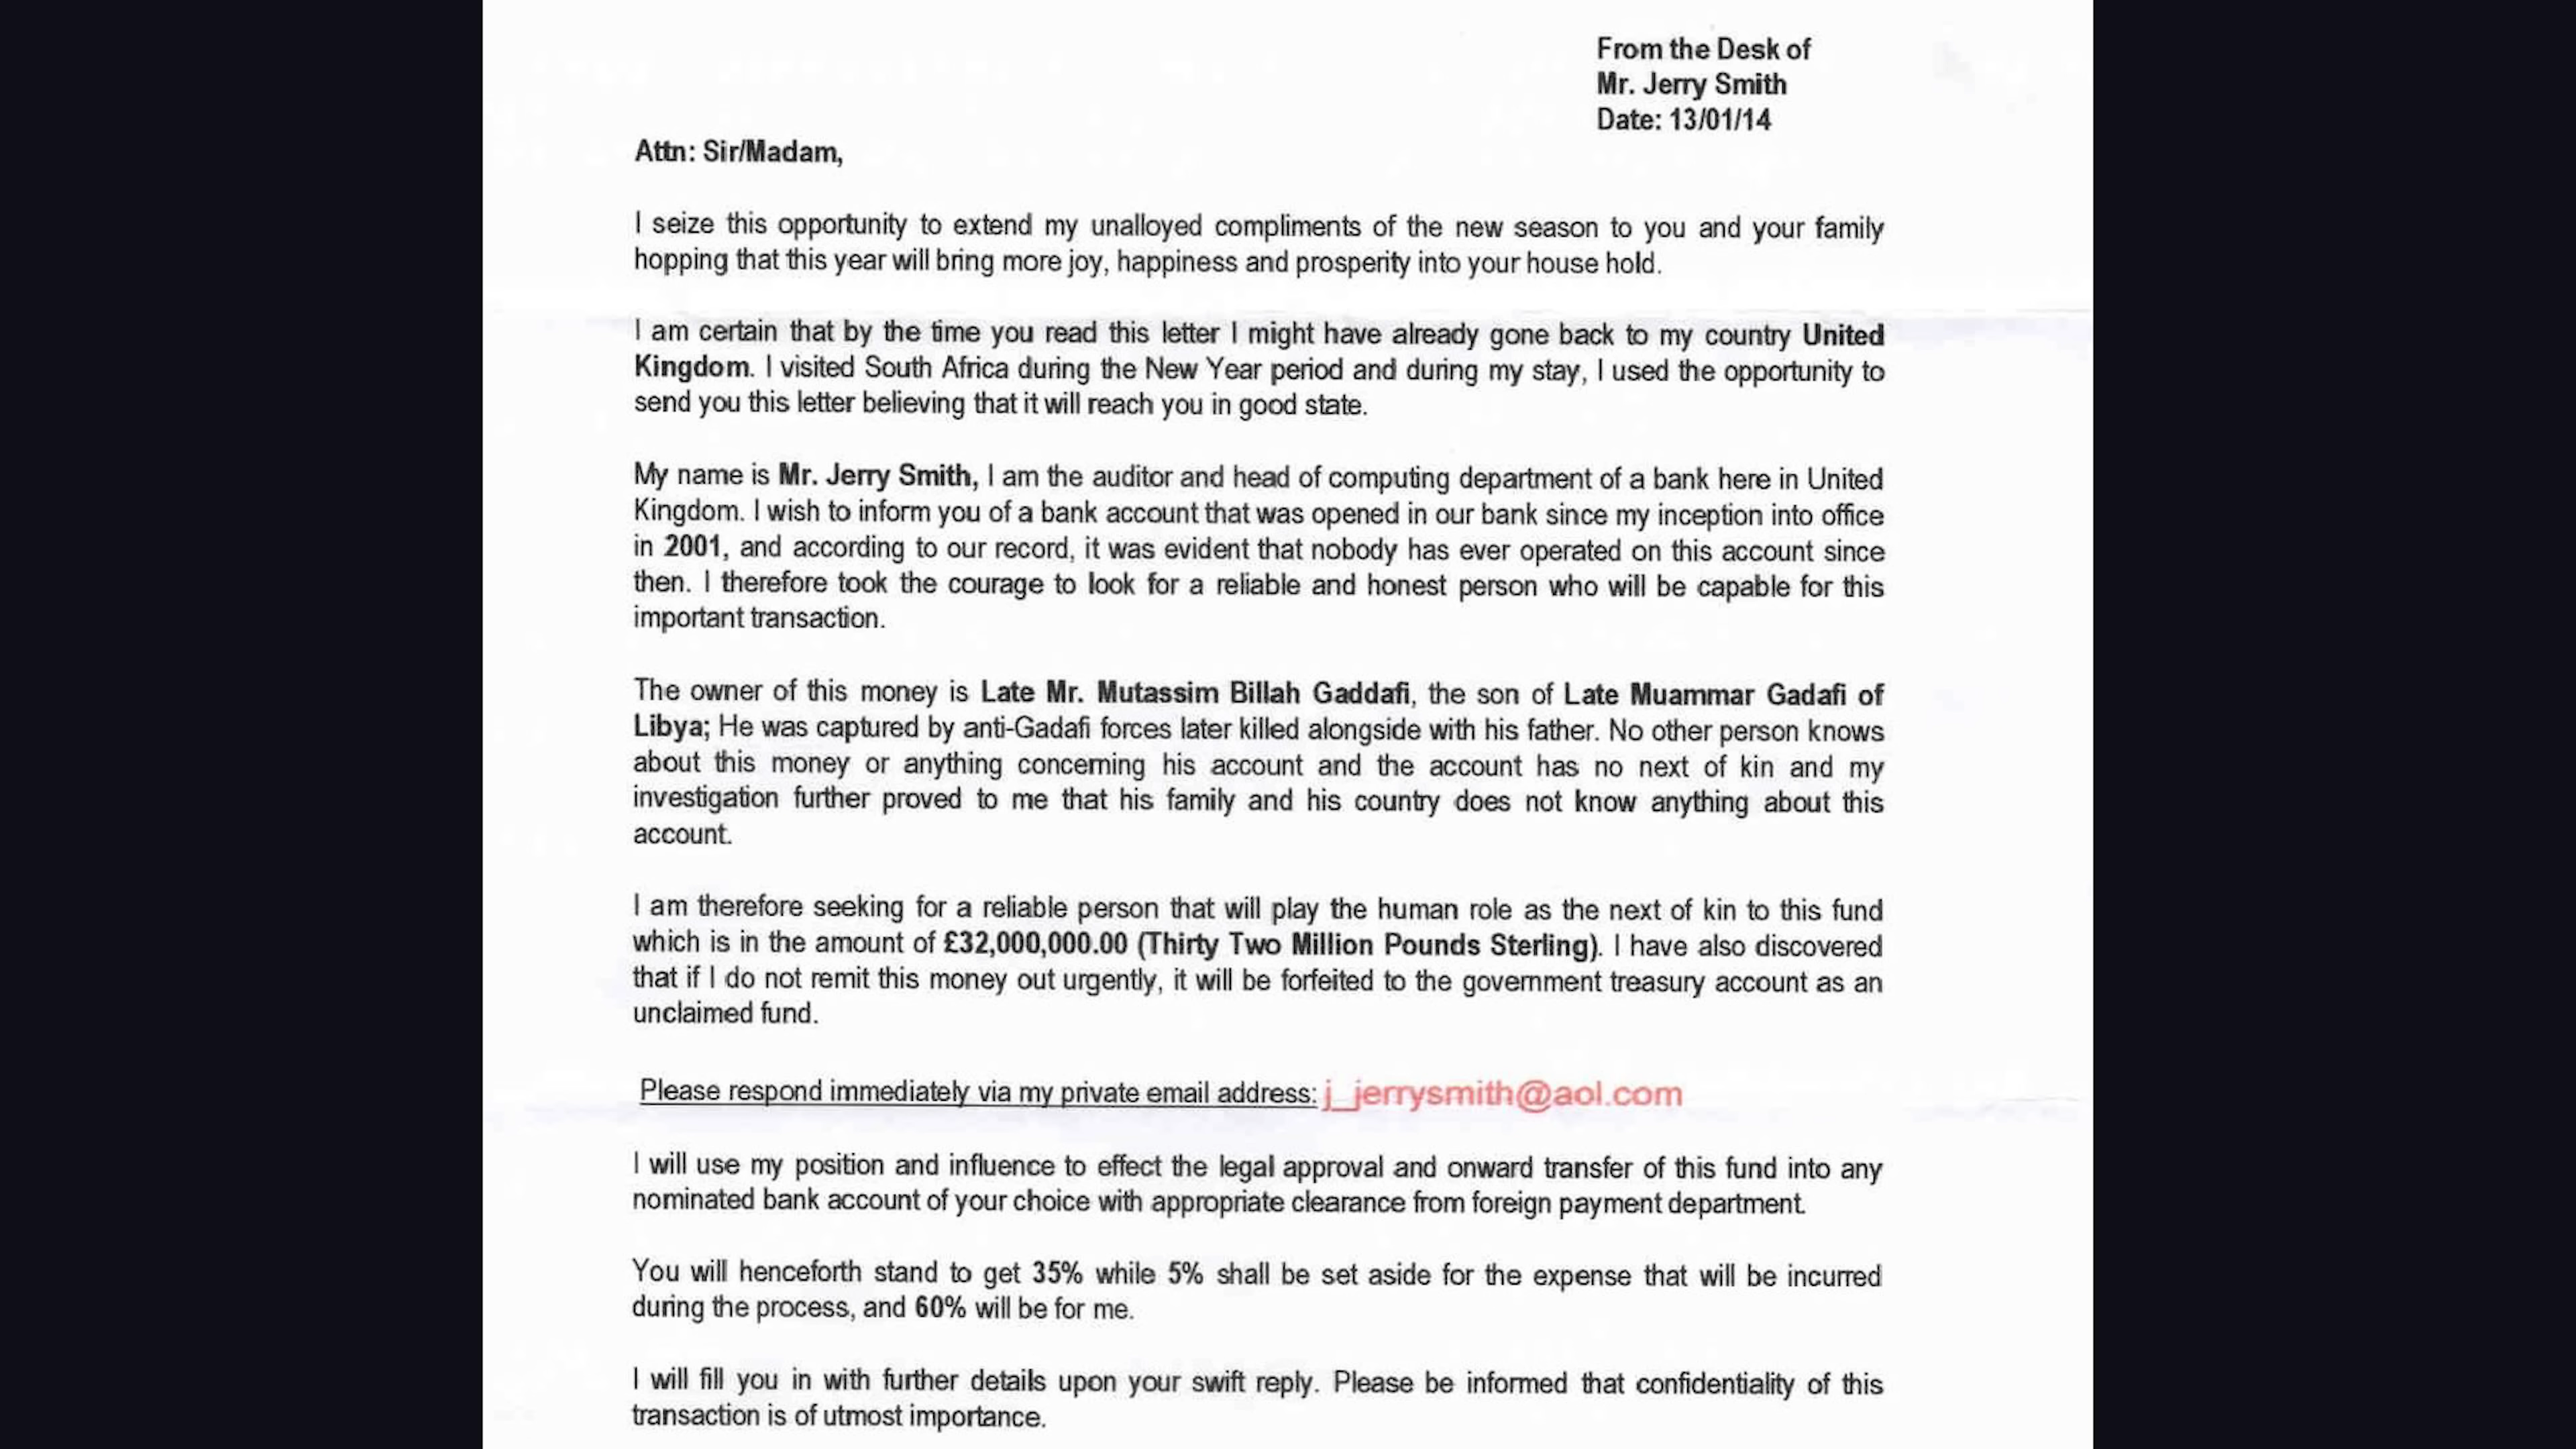 From the Desk of
Mr. Jerry Smith
Date: 13/01/14
Attn: Sir/Madam,
I seize this opportunity to extend my unalloyed compliments of the new season to you and your family
hopping that this year will bring more joy, happiness and prosperity into your house hold.
I am certain that by the time you read this letter I might have already gone back to my country United
Kingdom. I visited South Africa during the New Year period and during my stay, I used the opportunity to
send you this letter believing that it will reach you in good state.
My name is Mr. Jerry Smith, I am the auditor and head of computing department of a bank here in United
Kingdom. I wish to inform you of a bank account that was opened in our bank since my inception into office
in 2001, and according to our record, it was evident that nobody has ever operated on this account since
then. I therefore took the courage to look for a reliable and honest person who will be capable for this
important transaction.
The owner of this money is Late Mr. Mutassim Billah Gaddafi, the son of Late Muammar Gadafi of
Libya; He was captured by anti-Gadafi forces later killed alongside with his father. No other person knows
about this money or anything concerning his account and the account has no next of kin and my
investigation further proved to me that his family and his country does not know anything about this
account.
I am therefore seeking for a reliable person that will play the human role as the next of kin to this fund
which is in the amount of £32,000,000.00 (Thirty Two Million Pounds Sterling). I have also discovered
that if I do not remit this money out urgently, it will be forfeited to the government treasury account as an
unclaimed fund.
Please respond immediately via my private email address: j_jerrysmith@aol.com
I will use my position and influence to effect the legal approval and onward transfer of this fund into any
nominated bank account of your choice with appropriate clearance from foreign payment department.
You will henceforth stand to get 35% while 5% shall be set aside for the expense that will be incurred
during the process, and 60% will be for me.
I will fill you in with further details upon your swift reply. Please be informed that confidentiality of this
transaction is of utmost importance.